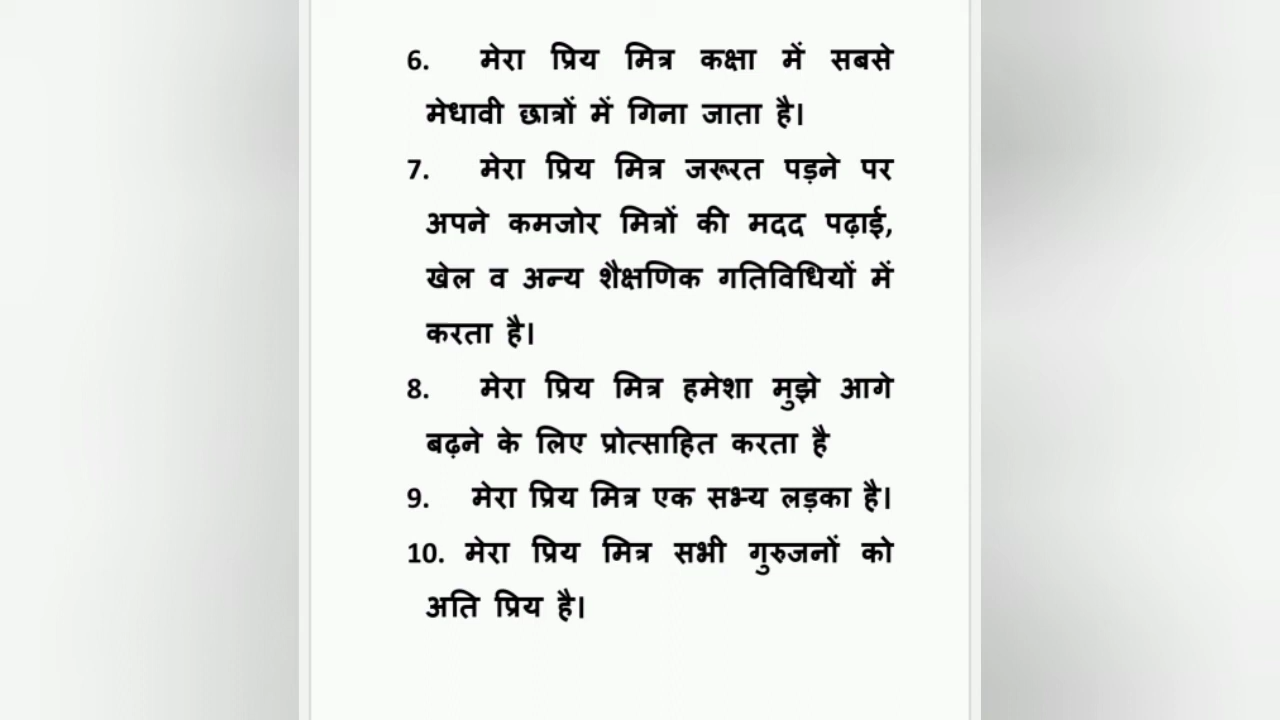 6. मेरा प्रिय मित्र कक्षा में सबसे
मेधावी छात्रों में गिना जाता है।
7. मेरा प्रिय मित्र जरूरत पड़ने पर
अपने कमजोर मित्रों की मदद पढ़ाई,
खेल व अन्य शैक्षणिक गतिविधियों में
करता है।
8. मेरा प्रिय मित्र हमेशा मुझे आगे
बढ़ने के लिए प्रोत्साहित करता है
9. मेरा प्रिय मित्र एक सभ्य लड़का है।
10. मेरा प्रिय मित्र सभी गुरुजनों को
अति प्रिय है।